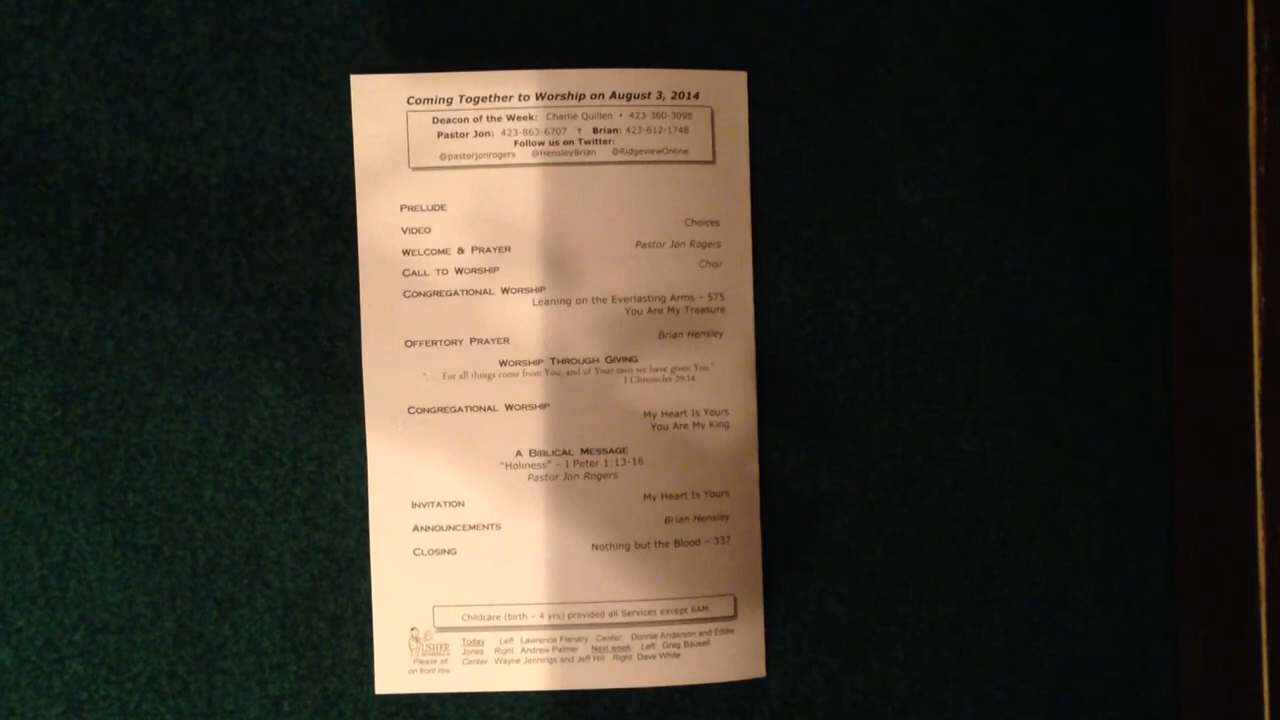 Coming Together to Worship on August 3, 2014
Deacon of the Week: Charlie Quillen • 423-360-3098
Pastor Jon: 423-863-6707 † Brian: 423-612-1748
Follow us on Twitter:
@pastorjonrogers @HensleyBrian @RidgeviewOnline
PRELUDE
VIDEO Choices
WELCOME & PRAYER Pastor Jon Rogers
CALL TO WORSHIP Choir
CONGREGATIONAL WORSHIP
Leaning on the Everlasting Arms – 575
You Are My Treasure
OFFERTORY PRAYER Brian Hensley
WORSHIP THROUGH GIVING
"... For all things come from You, and of Your own we have given You."
I Chronicles 29:14
CONGREGATIONAL WORSHIP
My Heart Is Yours
You Are My King
A BIBLICAL MESSAGE
"Holiness" – I Peter 1:13-16
Pastor Jon Rogers
INVITATION My Heart Is Yours
ANNOUNCEMENTS Brian Hensley
CLOSING Nothing but the Blood – 337
Childcare (birth – 4 yrs) provided all Services except 8AM.
USHER
Please sit
on front row.
Today Left Lawrence Flenary Center: Donnie Anderson and Eddie
Jones Right Andrew Palmer Next week Left: Greg Bausell
Center Wayne Jennings and Jeff Hill Right: Dave White